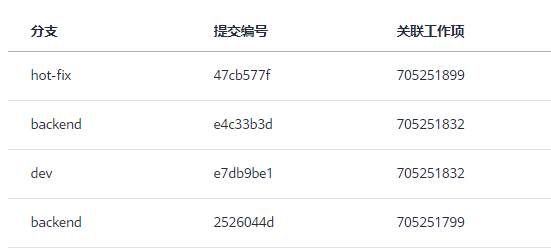 分支 提交编号 关联工作项
hot-fix 47cb577f 705251899
backend e4c33b3d 705251832
dev e7db9be1 705251832
backend 2526044d 705251799